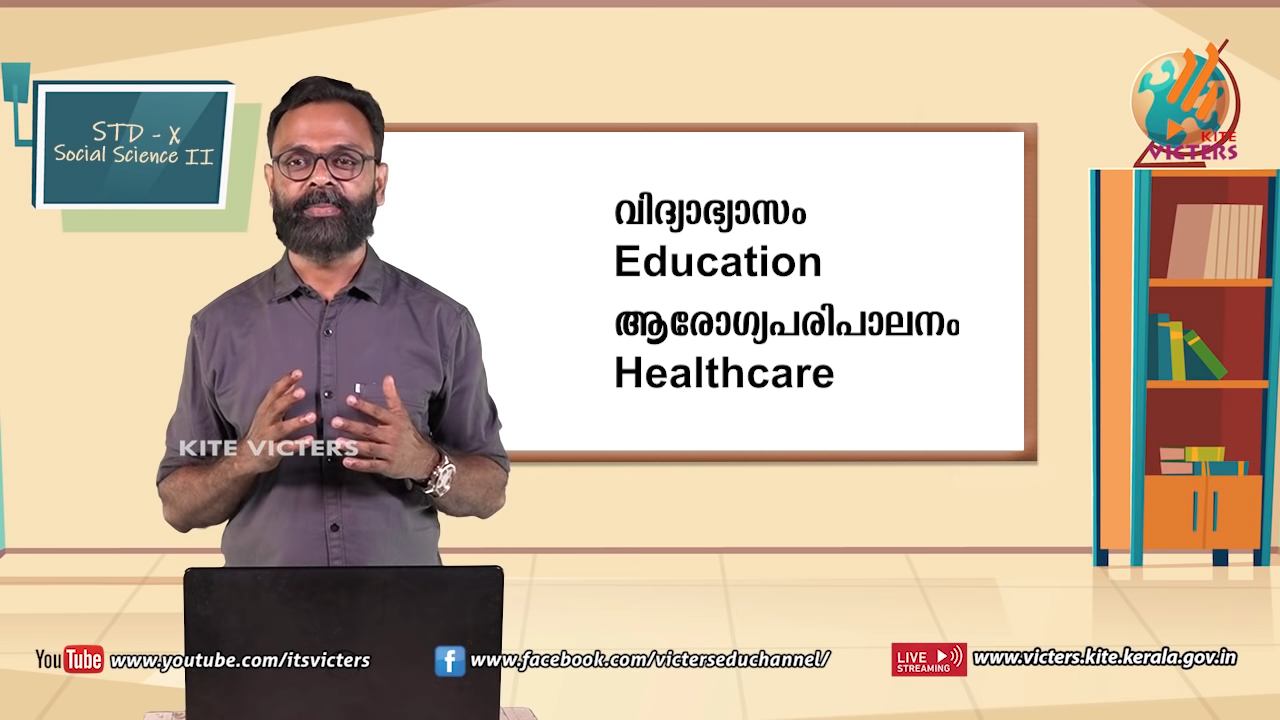 STD - X
Social Science II
KITE
VICTERS
വിദ്യാഭ്യാസം
Education
ആരോഗ്യപരിപാലനം
Healthcare
KITE VICTERS
YouTube www.youtube.com/itsvicters
f www.facebook.com/victerseduchannel/
LIVE
STREAMING
www.victers.kite.kerala.gov.in